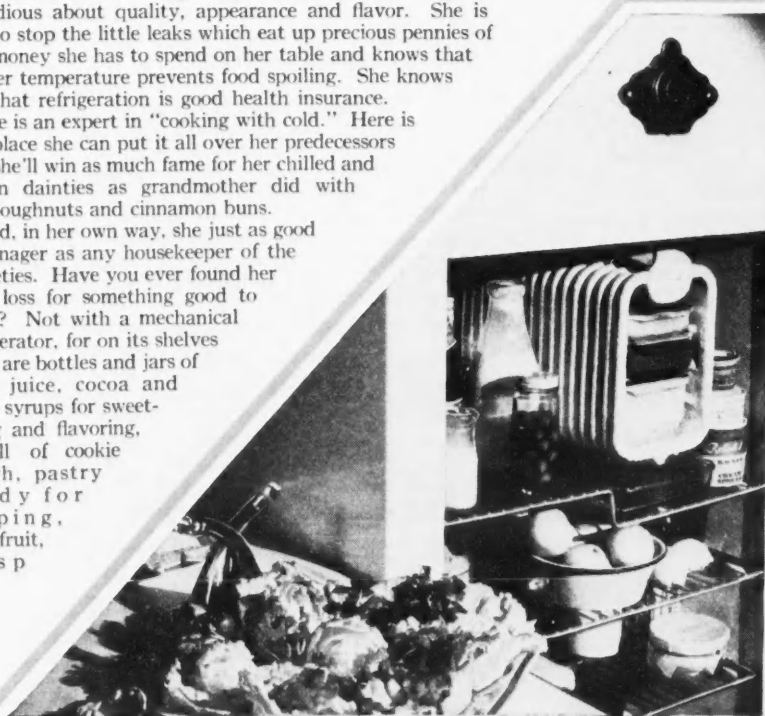 dious about quality, appearance and flavor. She is
o stop the little leaks which eat up precious pennies of
noney she has to spend on her table and knows that
er temperature prevents food spoiling. She knows
hat refrigeration is good health insurance.
e is an expert in "cooking with cold." Here is
place she can put it all over her predecessors
he'll win as much fame for her chilled and
n dainties as grandmother did with
oughnuts and cinnamon buns.
d, in her own way, she just as good
nager as any housekeeper of the
ties. Have you ever found her
loss for something good to
? Not with a mechanical
erator, for on its shelves
are bottles and jars of
juice, cocoa and
syrups for sweet-
g and flavoring,
ll of cookie
h, pastry
dy for
ping,
fruit,
s p